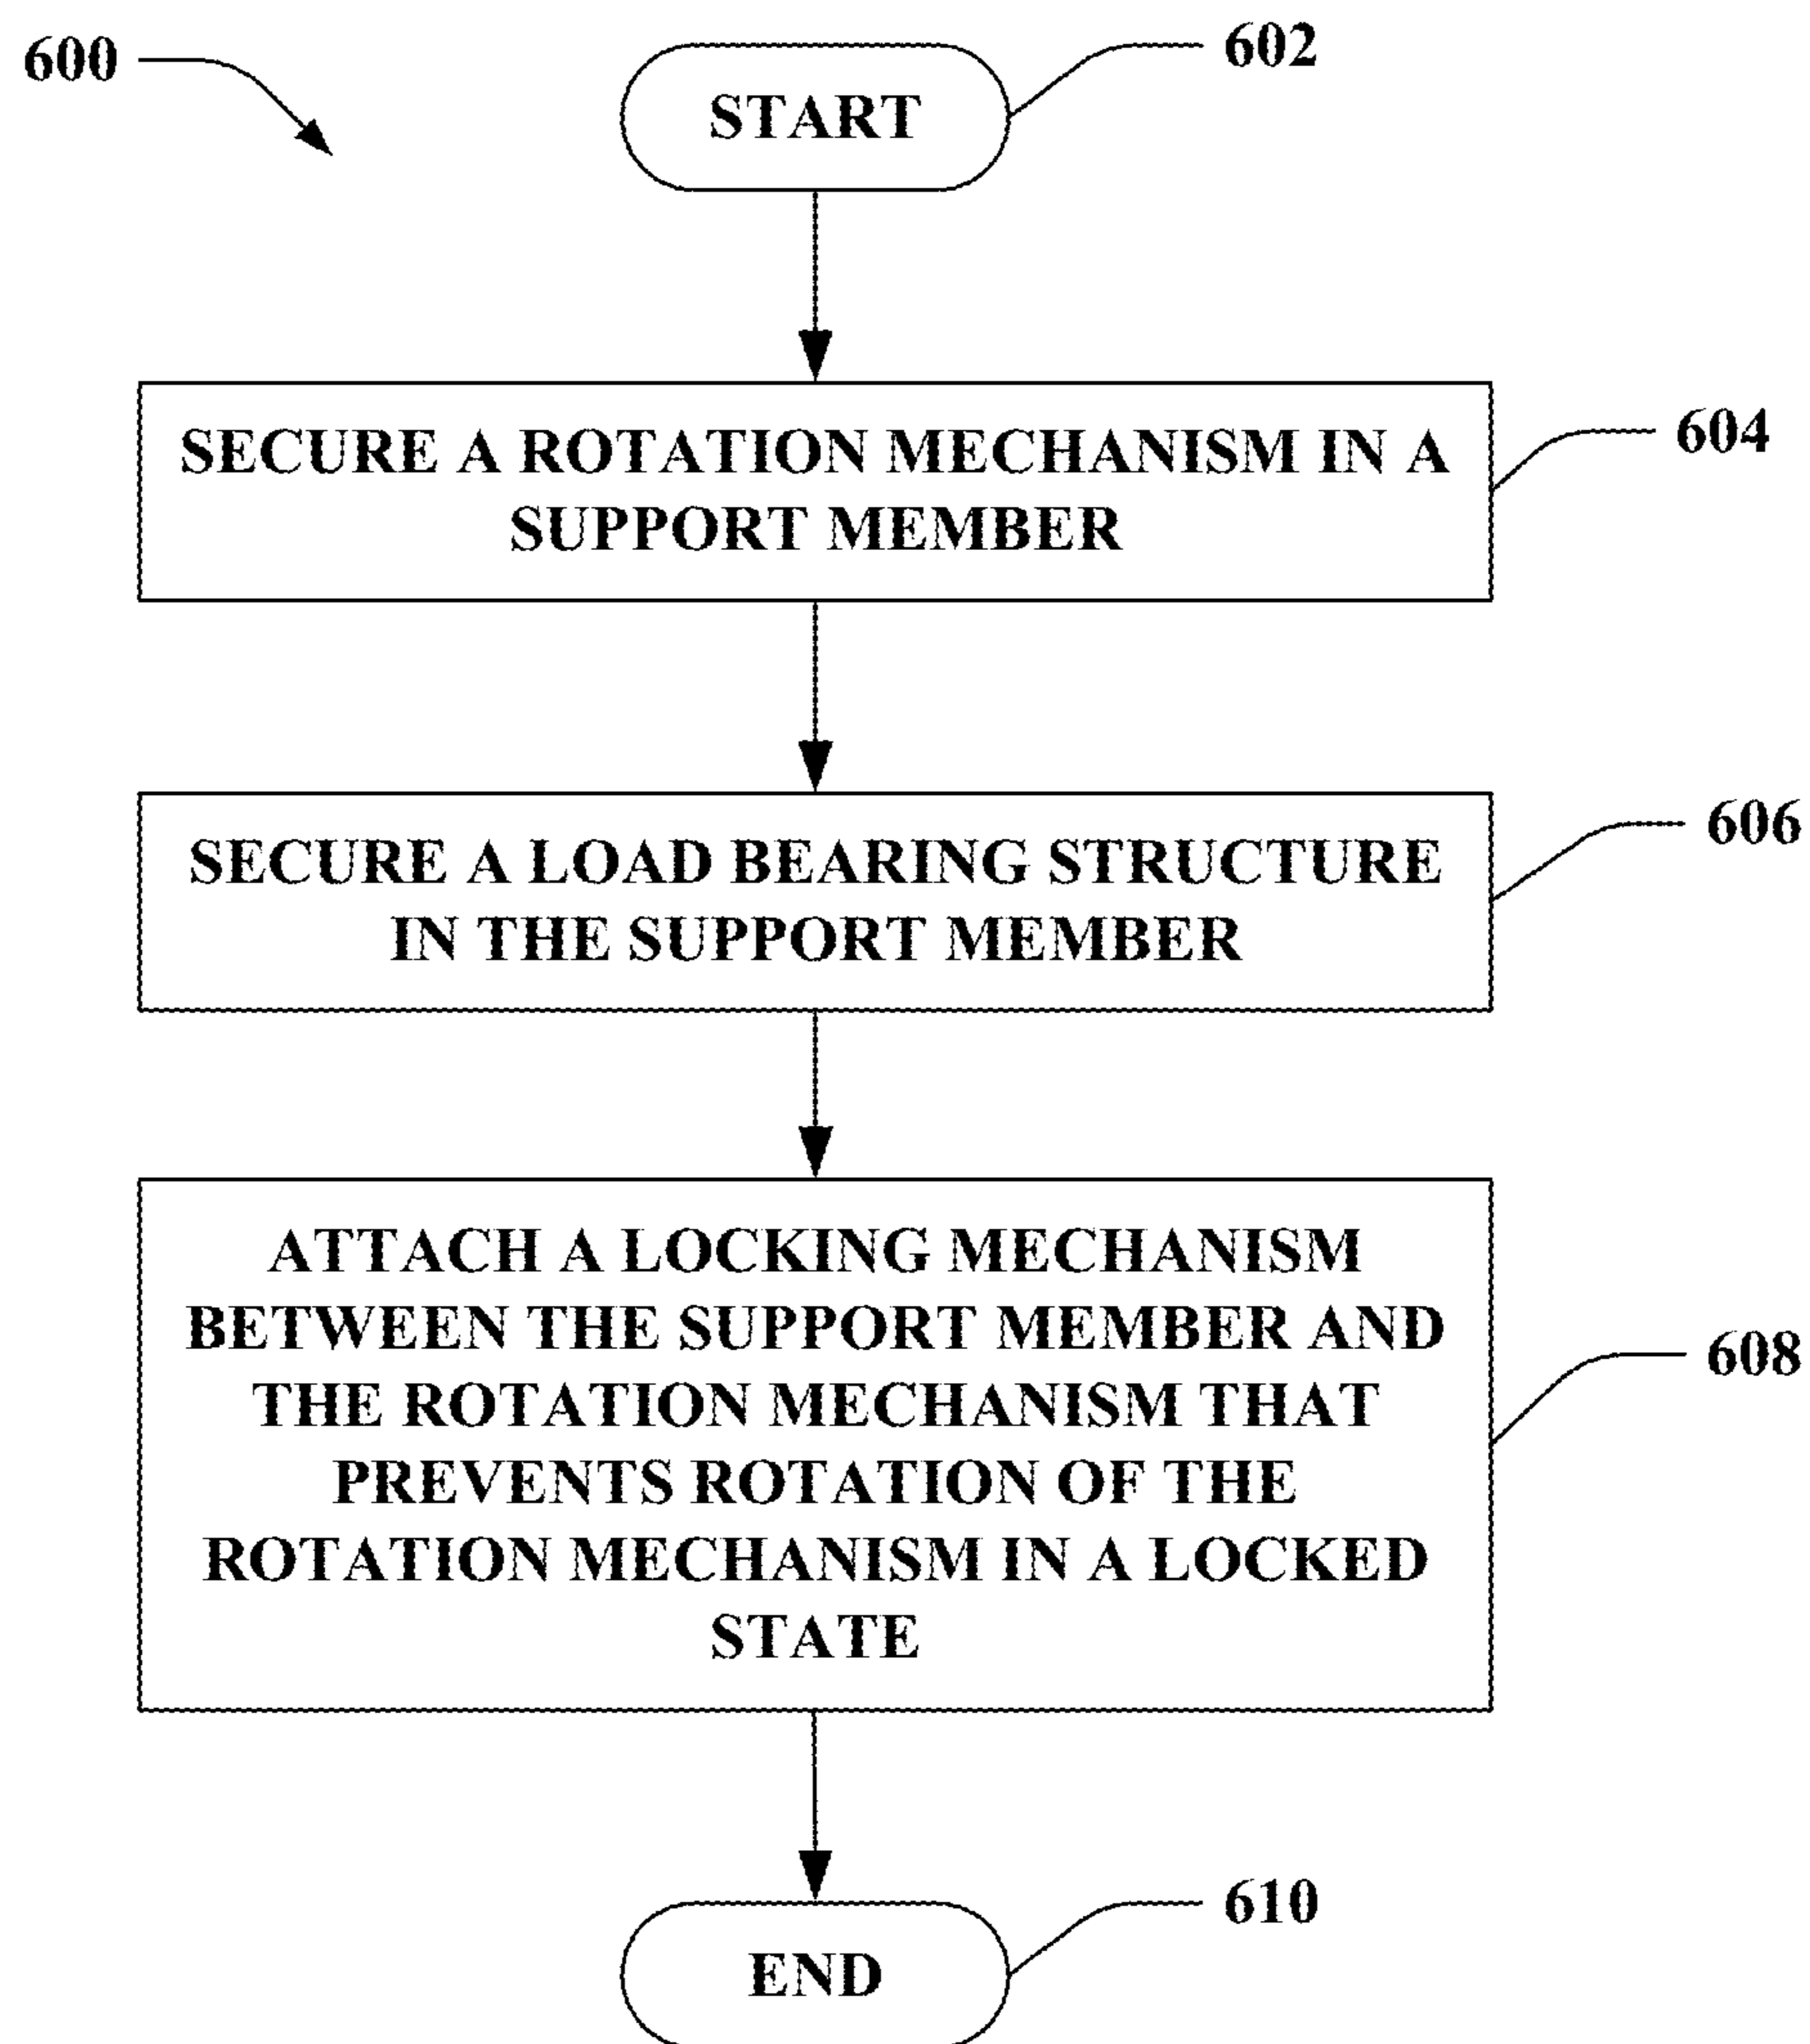 600
START
602
SECURE A ROTATION MECHANISM IN A
SUPPORT MEMBER
604
SECURE A LOAD BEARING STRUCTURE
IN THE SUPPORT MEMBER
606
ATTACH A LOCKING MECHANISM
BETWEEN THE SUPPORT MEMBER AND
THE ROTATION MECHANISM THAT
PREVENTS ROTATION OF THE
ROTATION MECHANISM IN A LOCKED
STATE
608
END
610